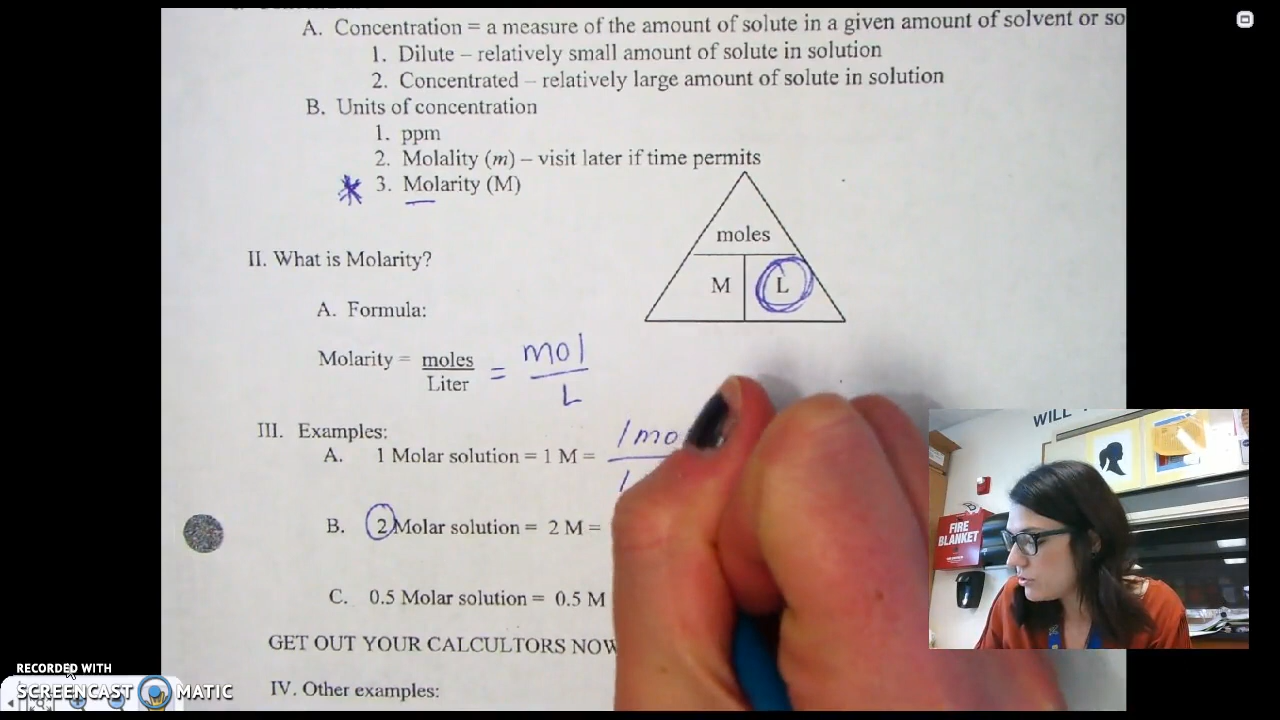 A. Concentration = a measure of the amount of solute in a given amount of solvent or so
1. Dilute – relatively small amount of solute in solution
2. Concentrated – relatively large amount of solute in solution
B. Units of concentration
1. ppm
2. Molality (m) – visit later if time permits
* 3. Molarity (M)
moles
M L
II. What is Molarity?
A. Formula:
Molarity = moles / Liter = mol / L
III. Examples:
A. 1 Molar solution = 1 M = 1 mo
B. 2 Molar solution = 2 M =
C. 0.5 Molar solution = 0.5 M
GET OUT YOUR CALCULTORS NOW
IV. Other examples:
WILL
FIRE
BLANKET
RECORDED WITH
SCREENCAST MATIC